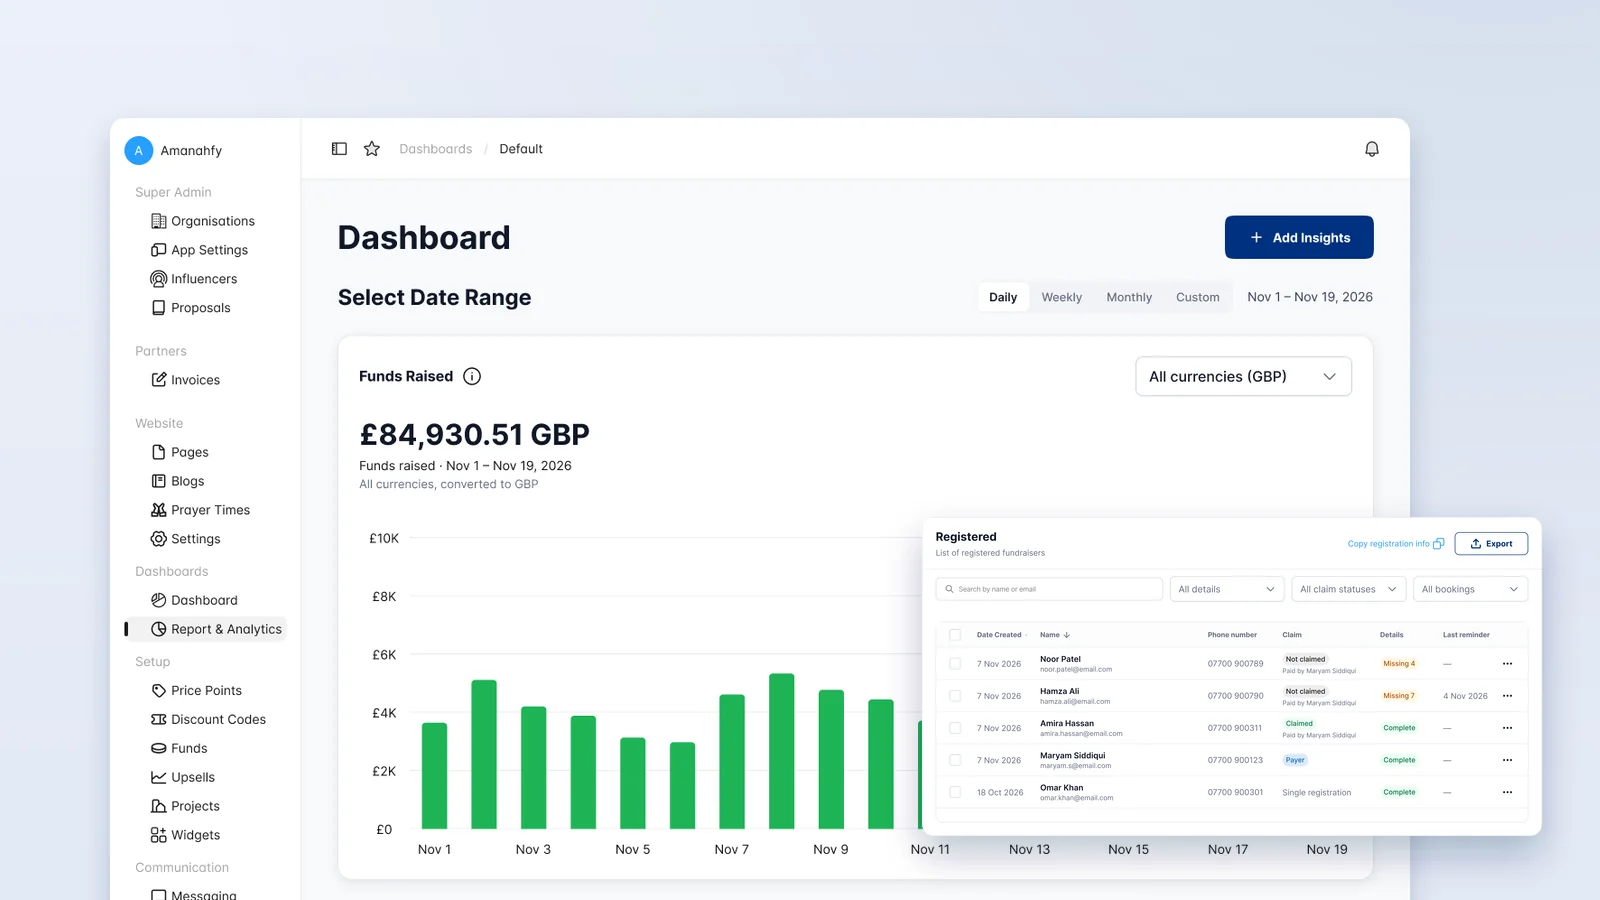 A Amanahfy
Super Admin
Organisations
App Settings
Influencers
Proposals
Partners
Invoices
Website
Pages
Blogs
Prayer Times
Settings
Dashboards
Dashboard
Report & Analytics
Setup
Price Points
Discount Codes
Funds
Upsells
Projects
Widgets
Communication
Messaging
Dashboards / Default
Dashboard
+ Add Insights
Select Date Range
Daily Weekly Monthly Custom Nov 1 – Nov 19, 2026
Funds Raised
All currencies (GBP)
£84,930.51 GBP
Funds raised · Nov 1 – Nov 19, 2026
All currencies, converted to GBP
£10K
£8K
£6K
£4K
£2K
£0
Nov 1 Nov 3 Nov 5 Nov 7 Nov 9 Nov 11 Nov 13 Nov 15 Nov 17 Nov 19
Registered
List of registered fundraisers
Copy registration info
Export
Search by name or email
All details
All claim statuses
All bookings
Date Created Name Phone number Claim Details Last reminder
7 Nov 2026 Noor Patel 07700 900789 Not claimed Missing 4 —
noor.patel@email.com Paid by Maryam Siddiqui
7 Nov 2026 Hamza Ali 07700 900790 Not claimed Missing 7 4 Nov 2026
hamza.ali@email.com Paid by Maryam Siddiqui
7 Nov 2026 Amira Hassan 07700 900311 Claimed Complete —
amira.hassan@email.com Paid by Maryam Siddiqui
7 Nov 2026 Maryam Siddiqui 07700 900123 Payer Complete —
maryam.s@email.com
18 Oct 2026 Omar Khan 07700 900301 Single registration Complete —
omar.khan@email.com